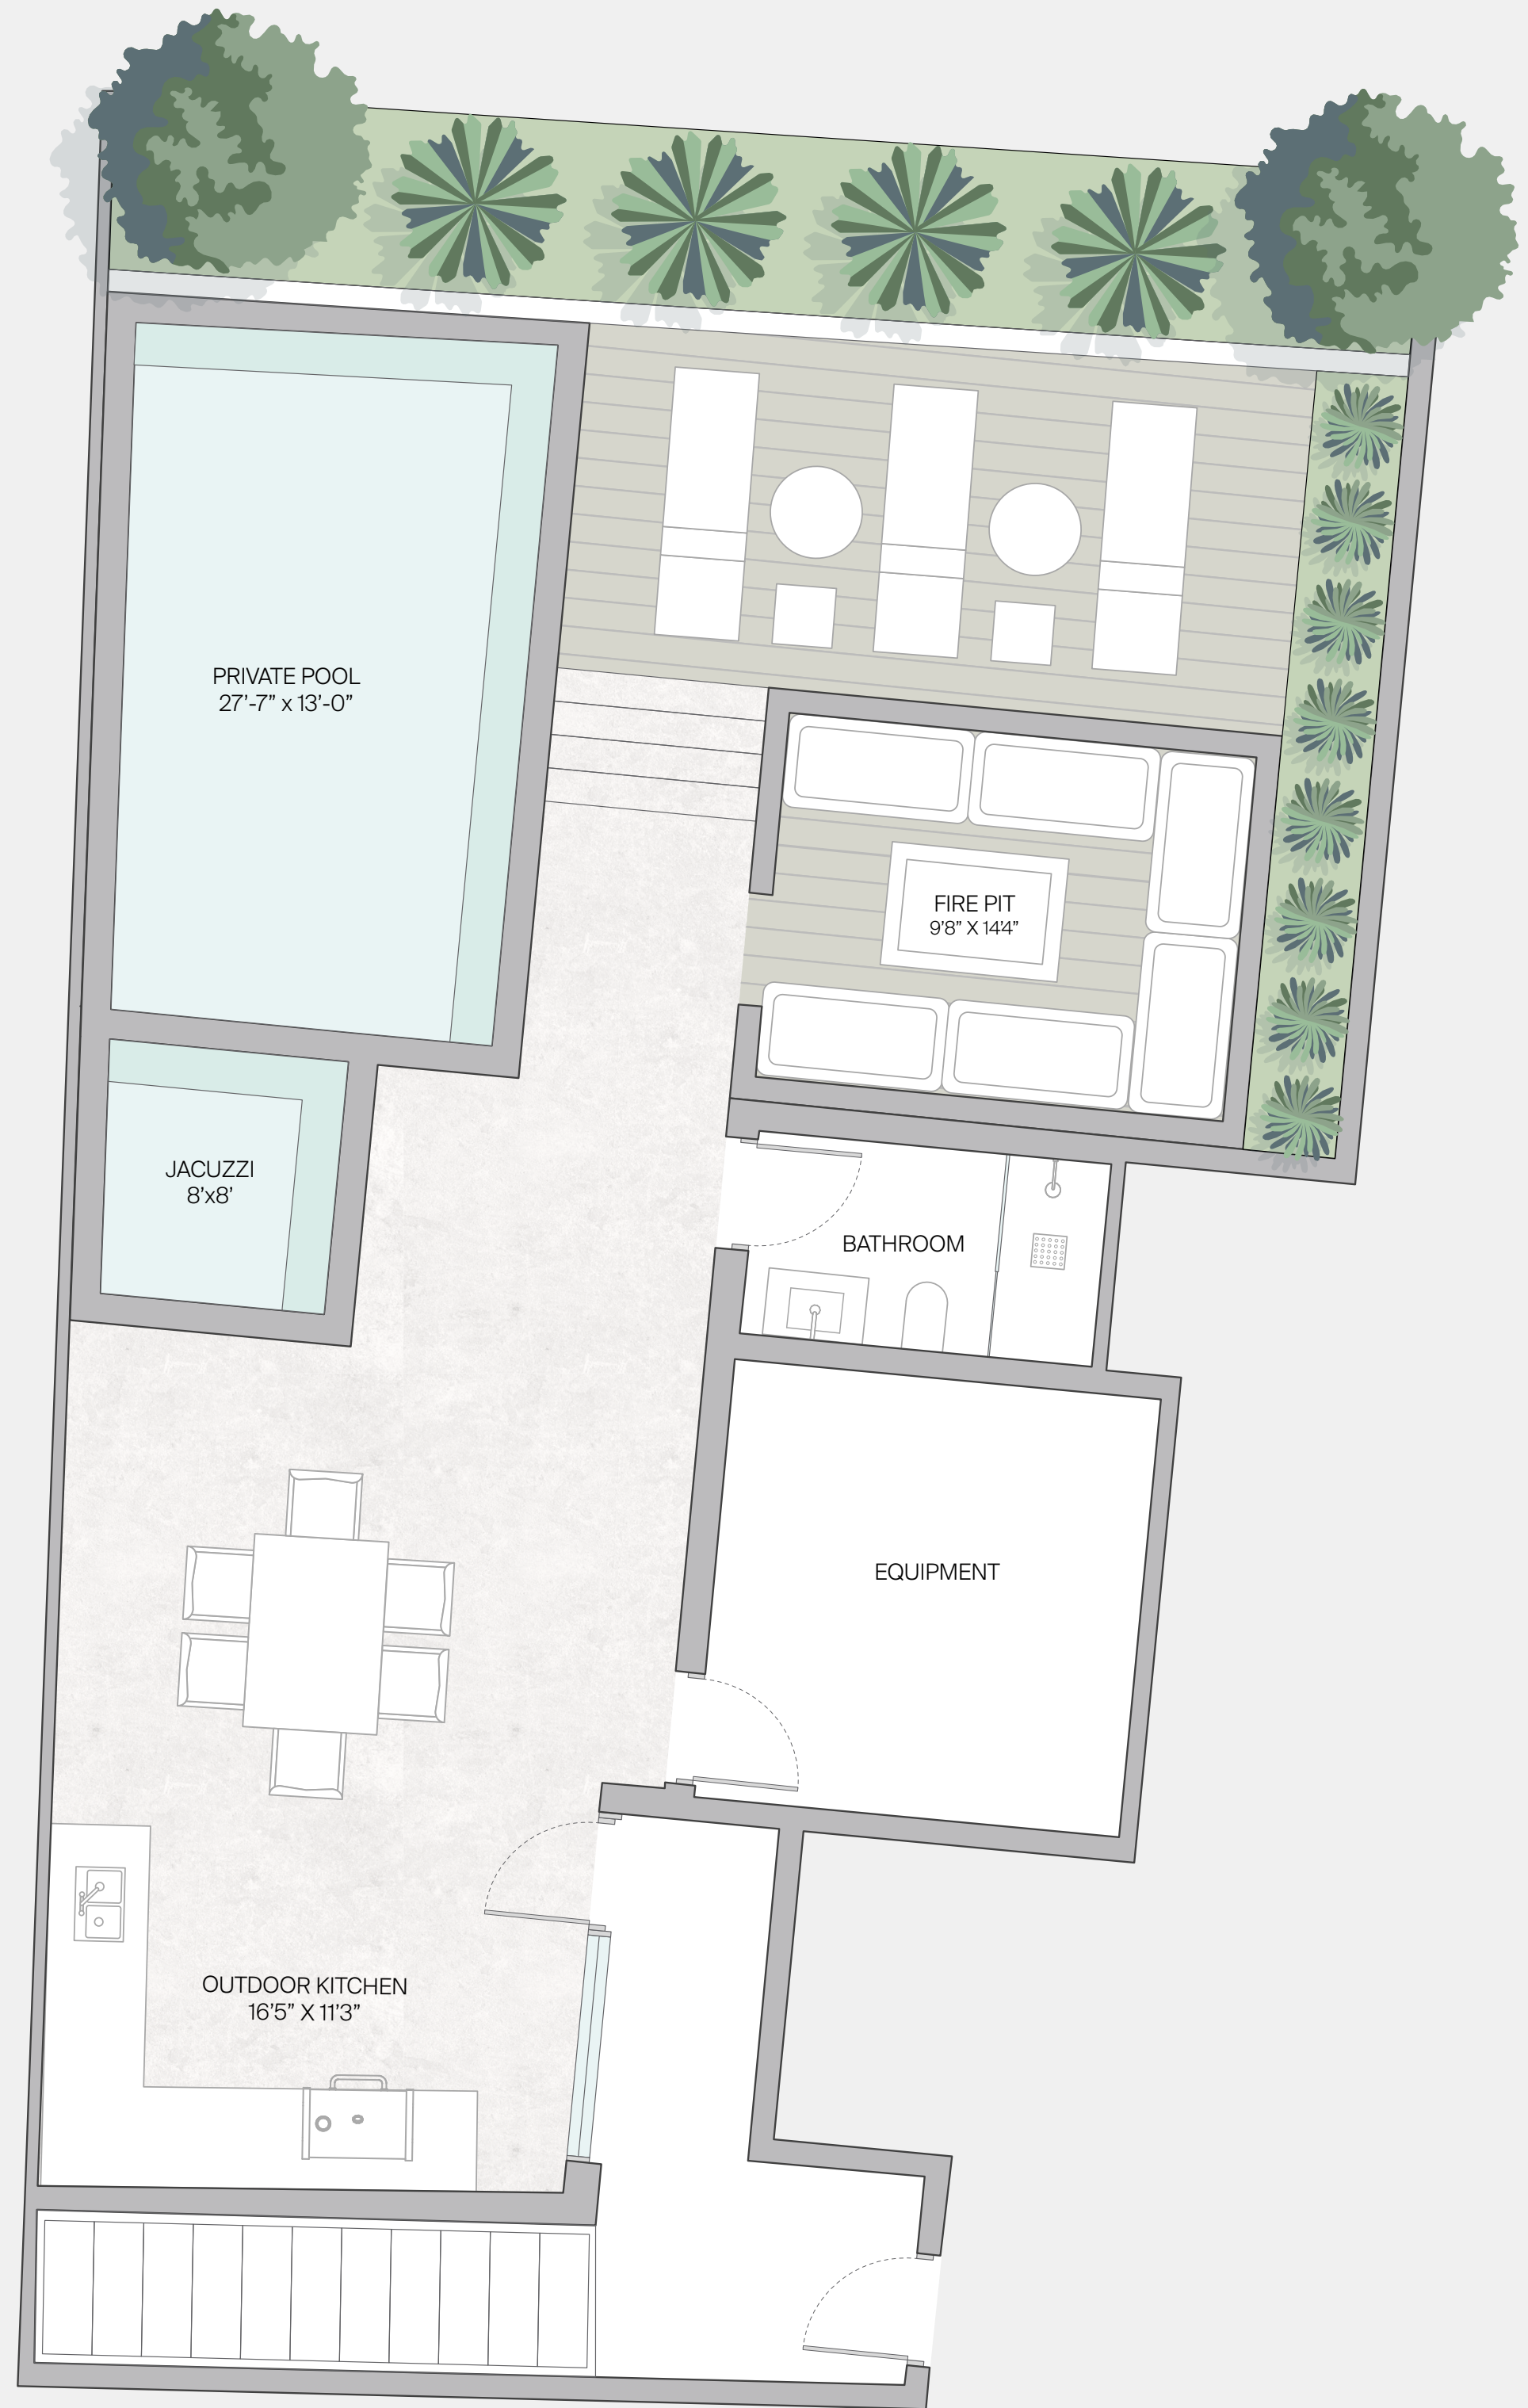 PRIVATE POOL
27’-7” x 13’-0”
FIRE PIT
9’8” X 14’4”
JACUZZI
8’x8’
BATHROOM
EQUIPMENT
OUTDOOR KITCHEN
16’5” X 11’3”